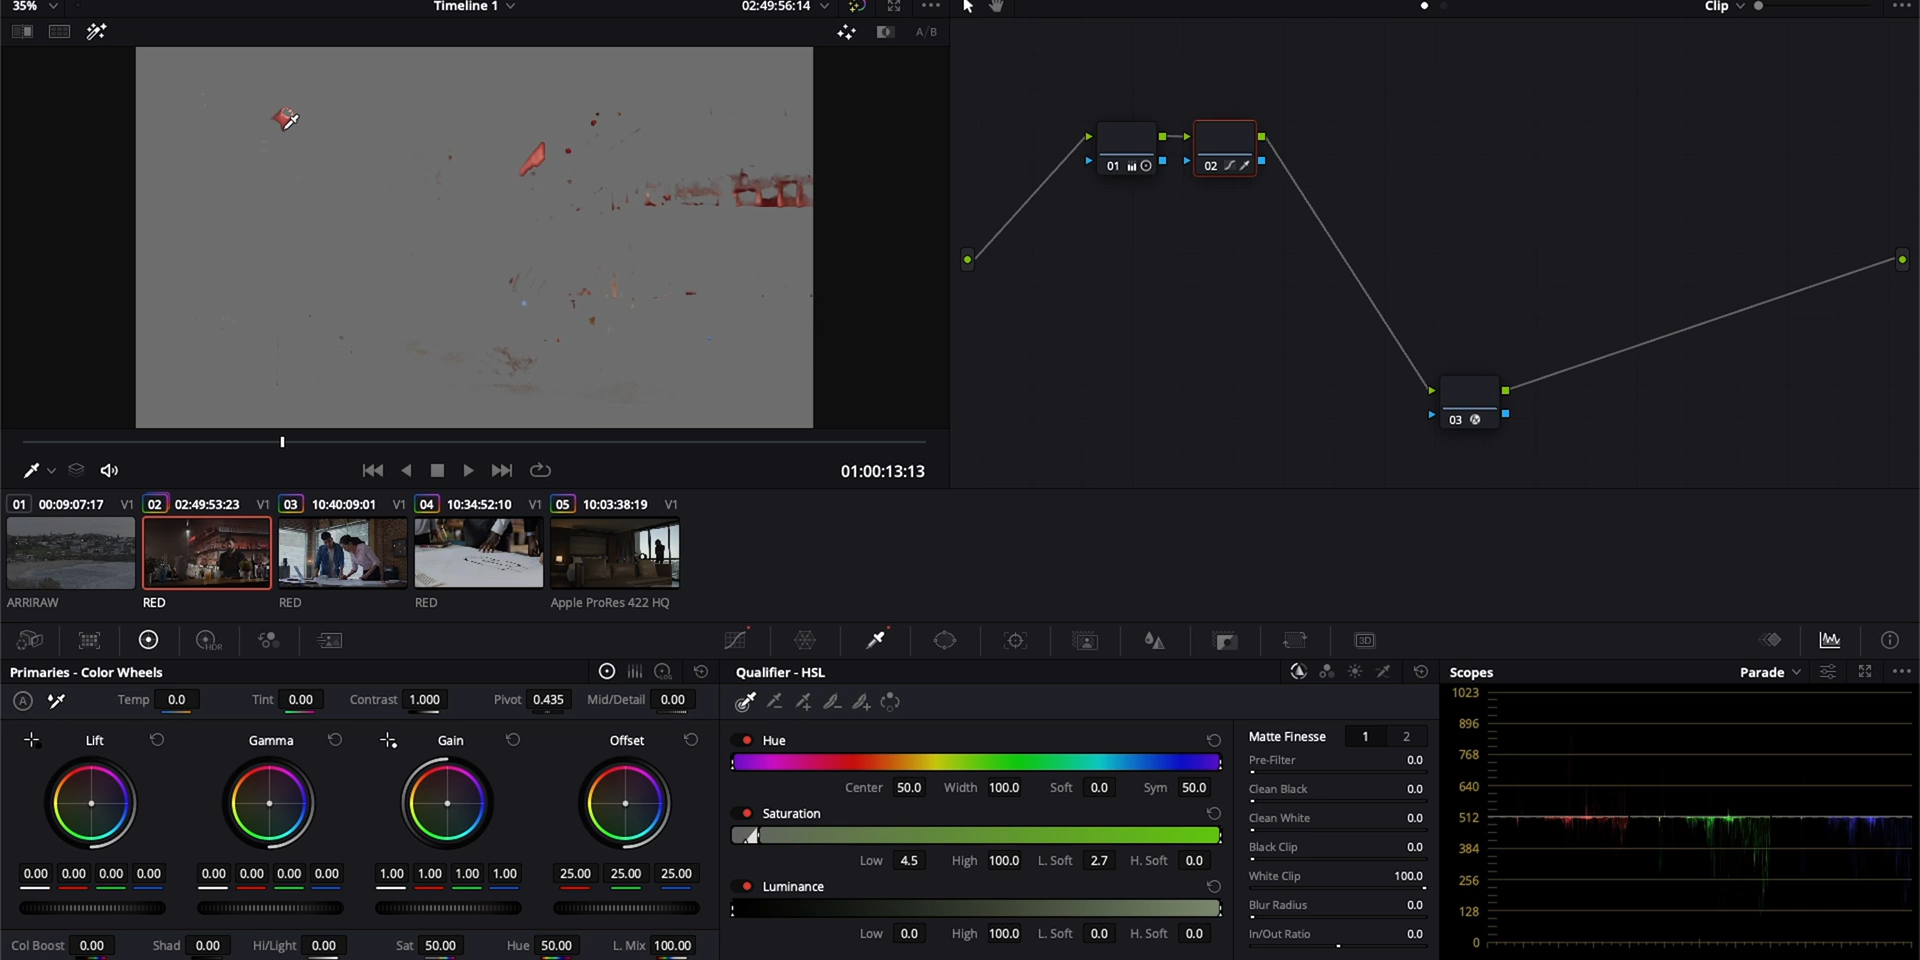 35% Timeline 1 02:49:56:14 Clip
A/B
01 02
03
01:00:13:13
01 00:09:07:17 V1 02 02:49:53:23 V1 03 10:40:09:01 V1 04 10:34:52:10 V1 05 10:03:38:19 V1
ARRIRAW RED RED RED Apple ProRes 422 HQ
HDR 3D
Primaries - Color Wheels LOG Qualifier - HSL Scopes Parade
A Temp 0.0 Tint 0.00 Contrast 1.000 Pivot 0.435 Mid/Detail 0.00
Lift Gamma Gain Offset
0.00 0.00 0.00 0.00 0.00 0.00 0.00 0.00 1.00 1.00 1.00 1.00 25.00 25.00 25.00
Col Boost 0.00 Shad 0.00 Hi/Light 0.00 Sat 50.00 Hue 50.00 L. Mix 100.00
Hue
Center 50.0 Width 100.0 Soft 0.0 Sym 50.0
Saturation
Low 4.5 High 100.0 L. Soft 2.7 H. Soft 0.0
Luminance
Low 0.0 High 100.0 L. Soft 0.0 H. Soft 0.0
Matte Finesse 1 2
Pre-Filter 0.0
Clean Black 0.0
Clean White 0.0
Black Clip 0.0
White Clip 100.0
Blur Radius 0.0
In/Out Ratio 0.0
1023
896
768
640
512
384
256
128
0